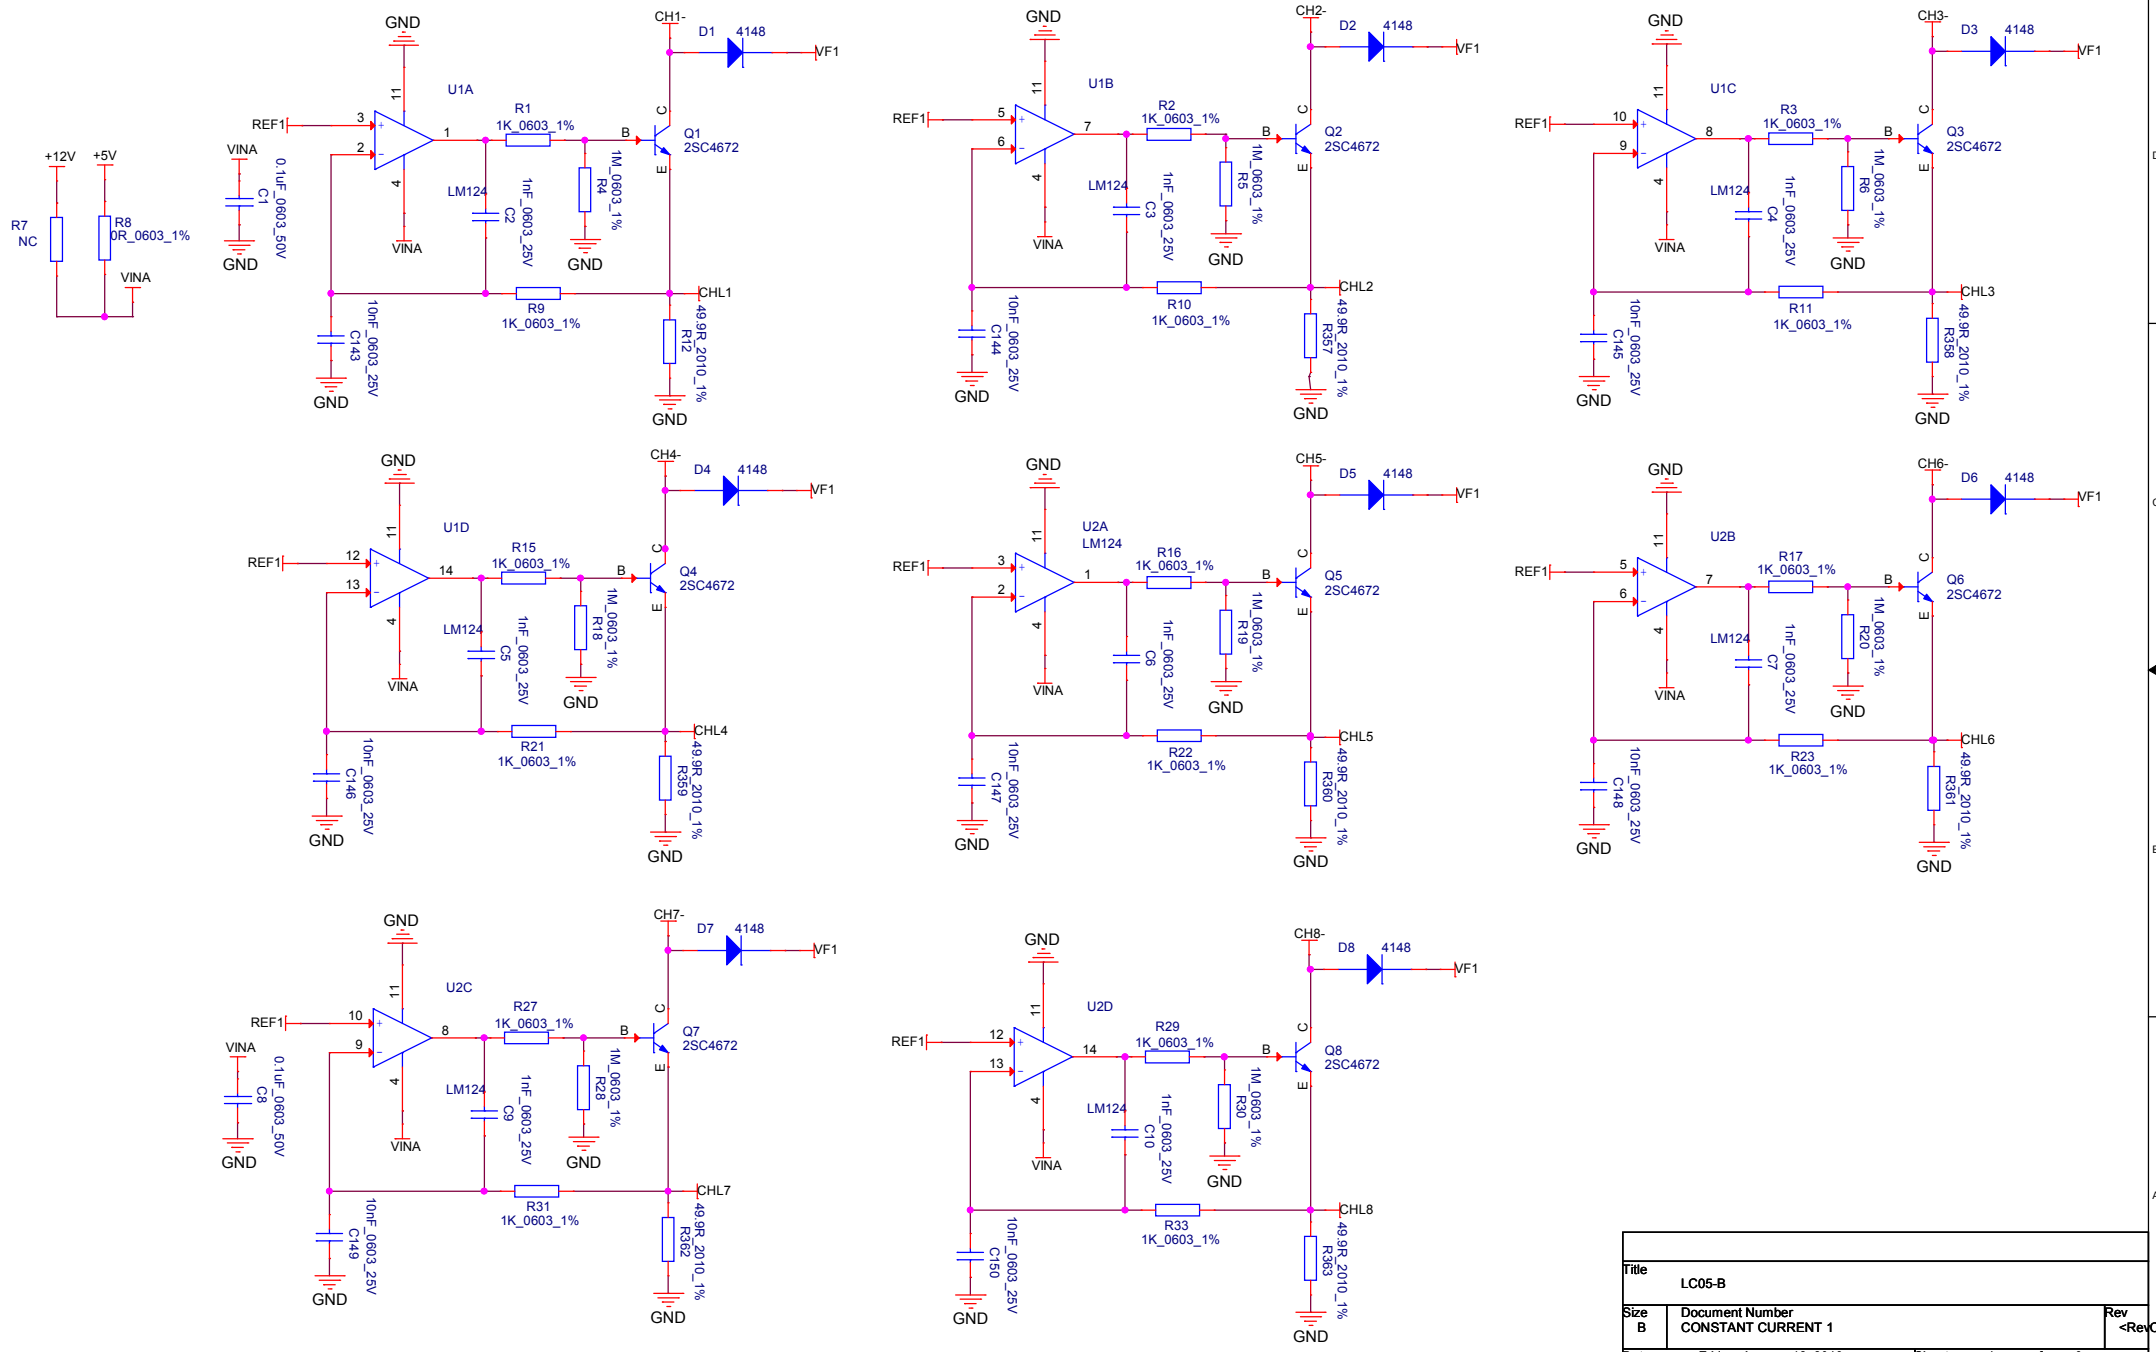 +12V
+5V
R7
NC
R8
0R_0603_1%
VINA
VINA
C1
0.1uF_0603_50V
GND
GND
11
U1A
REF1
3
2
1
4
VINA
LM124
R1
1K_0603_1%
C2
1nF_0603_25V
R4
1M_0603_1%
GND
B
C
E
Q1
2SC4672
CH1-
D1
4148
VF1
CHL1
R9
1K_0603_1%
C143
10nF_0603_25V
GND
R12
49.9R_2010_1%
GND
GND
11
U1B
REF1
5
6
7
4
VINA
LM124
R2
1K_0603_1%
C3
1nF_0603_25V
R5
1M_0603_1%
GND
B
C
E
Q2
2SC4672
CH2-
D2
4148
VF1
CHL2
R10
1K_0603_1%
C144
10nF_0603_25V
GND
R357
49.9R_2010_1%
GND
GND
11
U1C
REF1
10
9
8
4
VINA
LM124
R3
1K_0603_1%
C4
1nF_0603_25V
R6
1M_0603_1%
GND
B
C
E
Q3
2SC4672
CH3-
D3
4148
VF1
CHL3
R11
1K_0603_1%
C145
10nF_0603_25V
GND
R358
49.9R_2010_1%
GND
GND
11
U1D
REF1
12
13
14
4
VINA
LM124
R15
1K_0603_1%
C5
1nF_0603_25V
R18
1M_0603_1%
GND
B
C
E
Q4
2SC4672
CH4-
D4
4148
VF1
CHL4
R21
1K_0603_1%
C146
10nF_0603_25V
GND
R359
49.9R_2010_1%
GND
GND
11
U2A
LM124
REF1
3
2
1
4
VINA
R16
1K_0603_1%
C6
1nF_0603_25V
R19
1M_0603_1%
GND
B
C
E
Q5
2SC4672
CH5-
D5
4148
VF1
CHL5
R22
1K_0603_1%
C147
10nF_0603_25V
GND
R360
49.9R_2010_1%
GND
GND
11
U2B
REF1
5
6
7
4
VINA
LM124
R17
1K_0603_1%
C7
1nF_0603_25V
R20
1M_0603_1%
GND
B
C
E
Q6
2SC4672
CH6-
D6
4148
VF1
CHL6
R23
1K_0603_1%
C148
10nF_0603_25V
GND
R361
49.9R_2010_1%
GND
VINA
C8
0.1uF_0603_50V
GND
GND
11
U2C
REF1
10
9
8
4
VINA
LM124
R27
1K_0603_1%
C9
1nF_0603_25V
R28
1M_0603_1%
GND
B
C
E
Q7
2SC4672
CH7-
D7
4148
VF1
CHL7
R31
1K_0603_1%
C149
10nF_0603_25V
GND
R362
49.9R_2010_1%
GND
GND
11
U2D
REF1
12
13
14
4
VINA
LM124
R29
1K_0603_1%
C10
1nF_0603_25V
R30
1M_0603_1%
GND
B
C
E
Q8
2SC4672
CH8-
D8
4148
VF1
CHL8
R33
1K_0603_1%
C150
10nF_0603_25V
GND
R363
49.9R_2010_1%
GND
Title
LC05-B
Size
B
Document Number
CONSTANT CURRENT 1
Rev